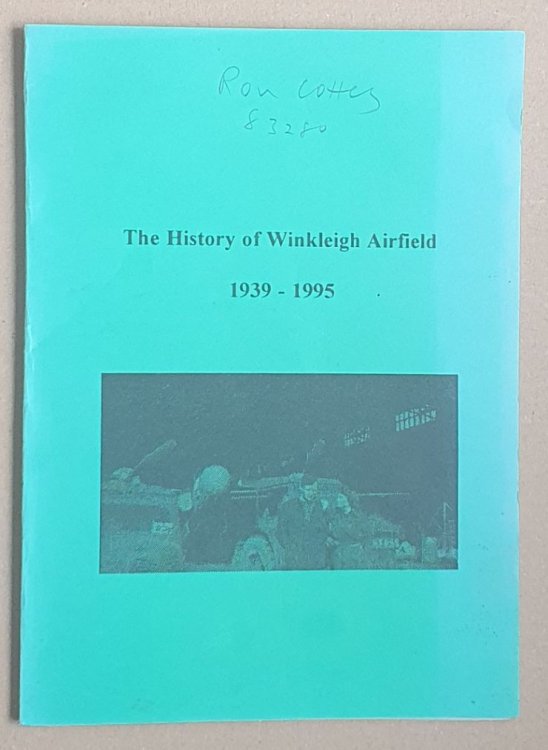 Ron Cottey
83280
The History of Winkleigh Airfield
1939 - 1995